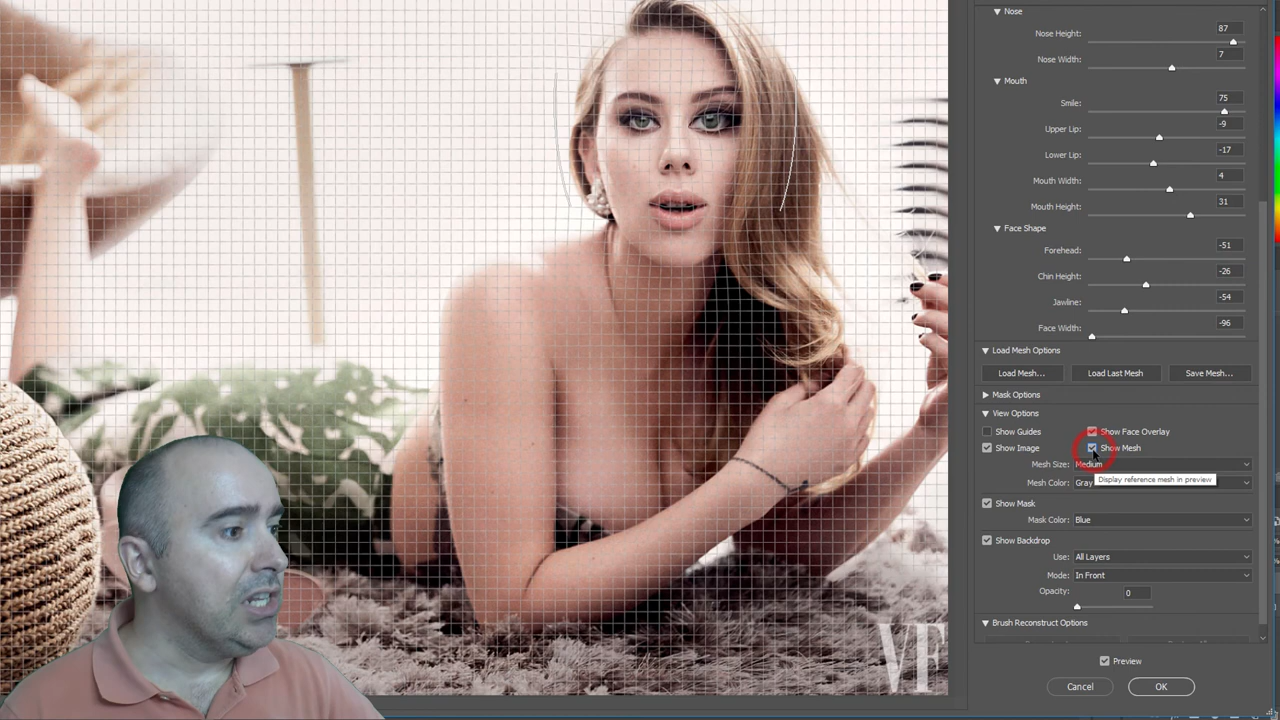 Nose
Nose Height: 87
Nose Width: 7
Mouth
Smile: 75
Upper Lip: -9
Lower Lip: -17
Mouth Width: 4
Mouth Height: 31
Face Shape
Forehead: -51
Chin Height: -26
Jawline: -54
Face Width: -96
Load Mesh Options
Load Mesh... Load Last Mesh Save Mesh...
Mask Options
View Options
Show Guides Show Face Overlay
Show Image Show Mesh
Mesh Size: Medium
Display reference mesh in preview
Mesh Color: Gray
Show Mask
Mask Color: Blue
Show Backdrop
Use: All Layers
Mode: In Front
Opacity: 0
Brush Reconstruct Options
Preview
Cancel OK
VF